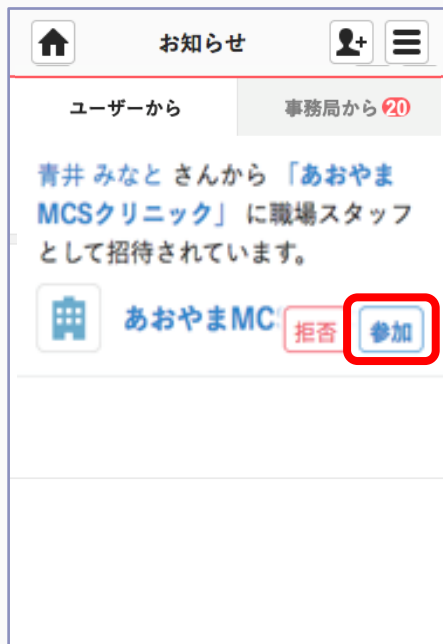 お知らせ
ユーザーから
事務局から 20
青井 みなと さんから 「あおやま
MCSクリニック」 に職場スタッフ
として招待されています。
あおやまMC
拒否
参加